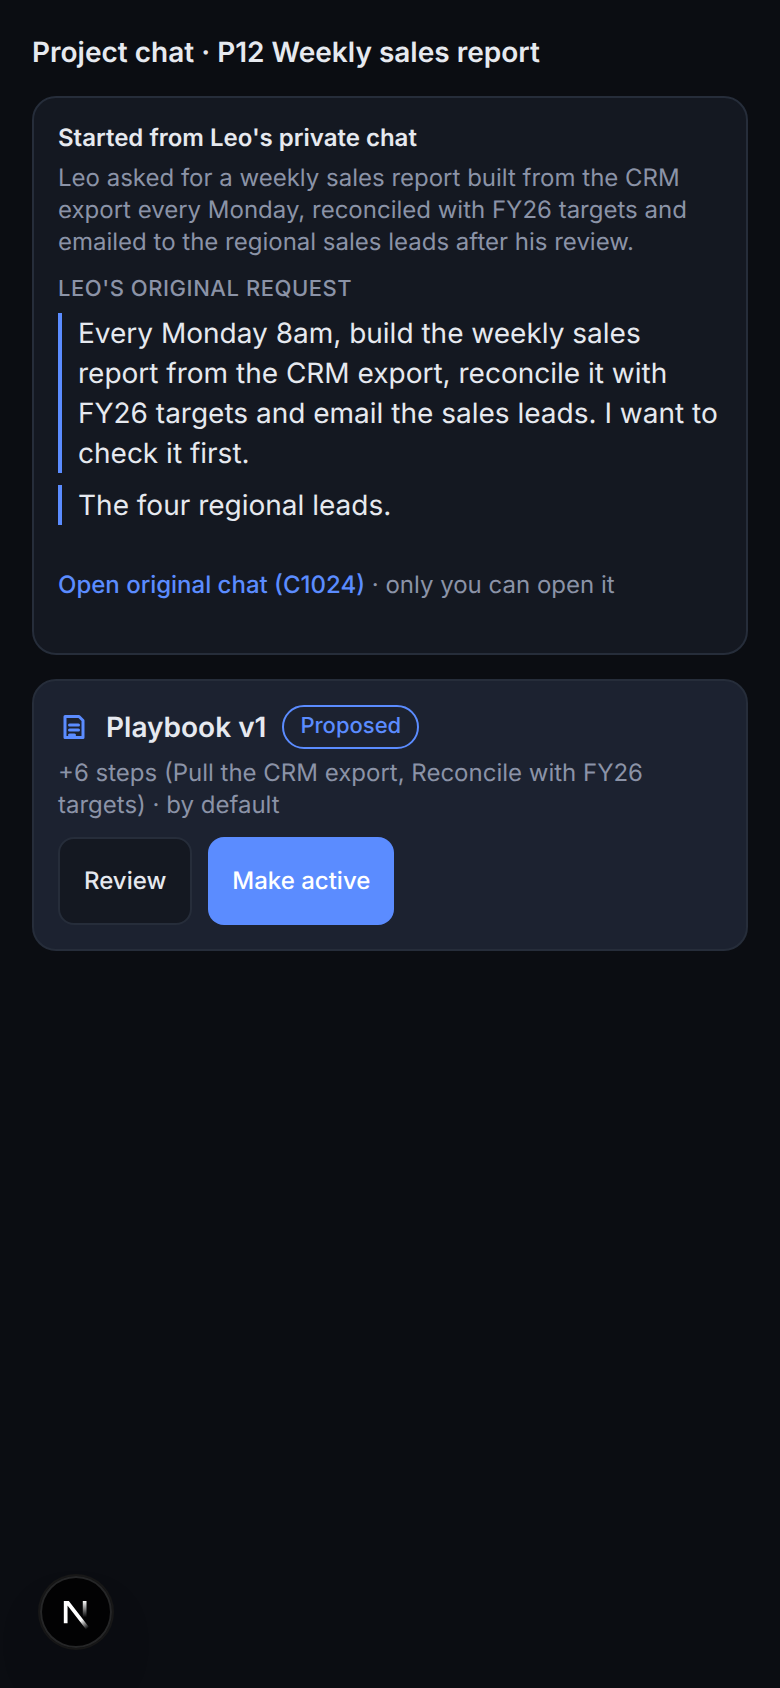 Project chat · P12 Weekly sales report
Started from Leo's private chat
Leo asked for a weekly sales report built from the CRM
export every Monday, reconciled with FY26 targets and
emailed to the regional sales leads after his review.
LEO'S ORIGINAL REQUEST
Every Monday 8am, build the weekly sales
report from the CRM export, reconcile it with
FY26 targets and email the sales leads. I want to
check it first.
The four regional leads.
Open original chat (C1024) · only you can open it
Playbook v1 Proposed
+6 steps (Pull the CRM export, Reconcile with FY26
targets) · by default
Review Make active
N